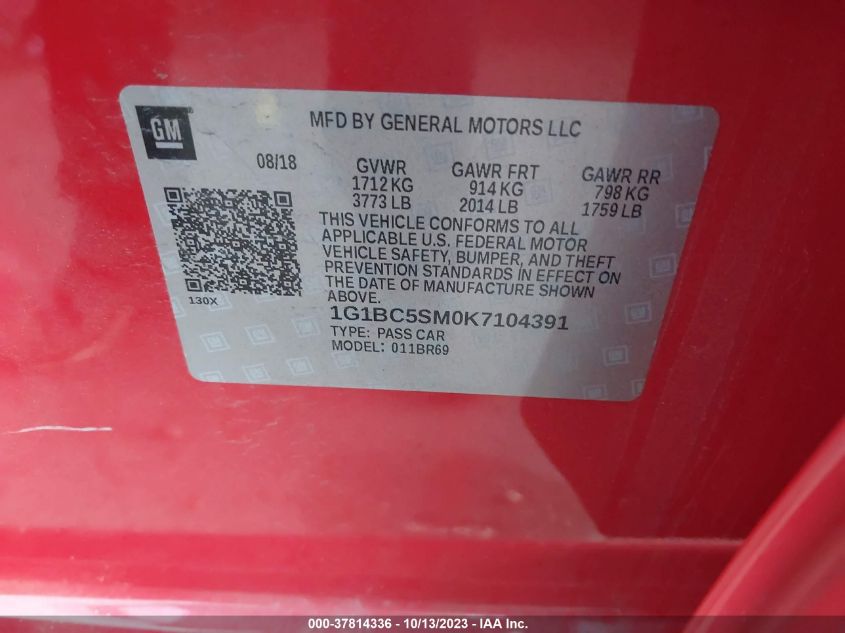 GM
MFD BY GENERAL MOTORS LLC
08/18 GVWR GAWR FRT GAWR RR
1712 KG 914 KG 798 KG
3773 LB 2014 LB 1759 LB
THIS VEHICLE CONFORMS TO ALL
APPLICABLE U.S. FEDERAL MOTOR
VEHICLE SAFETY, BUMPER, AND THEFT
PREVENTION STANDARDS IN EFFECT ON
THE DATE OF MANUFACTURE SHOWN
ABOVE.
130X
1G1BC5SM0K7104391
TYPE: PASS CAR
MODEL: 011BR69
000-37814336 - 10/13/2023 - IAA Inc.